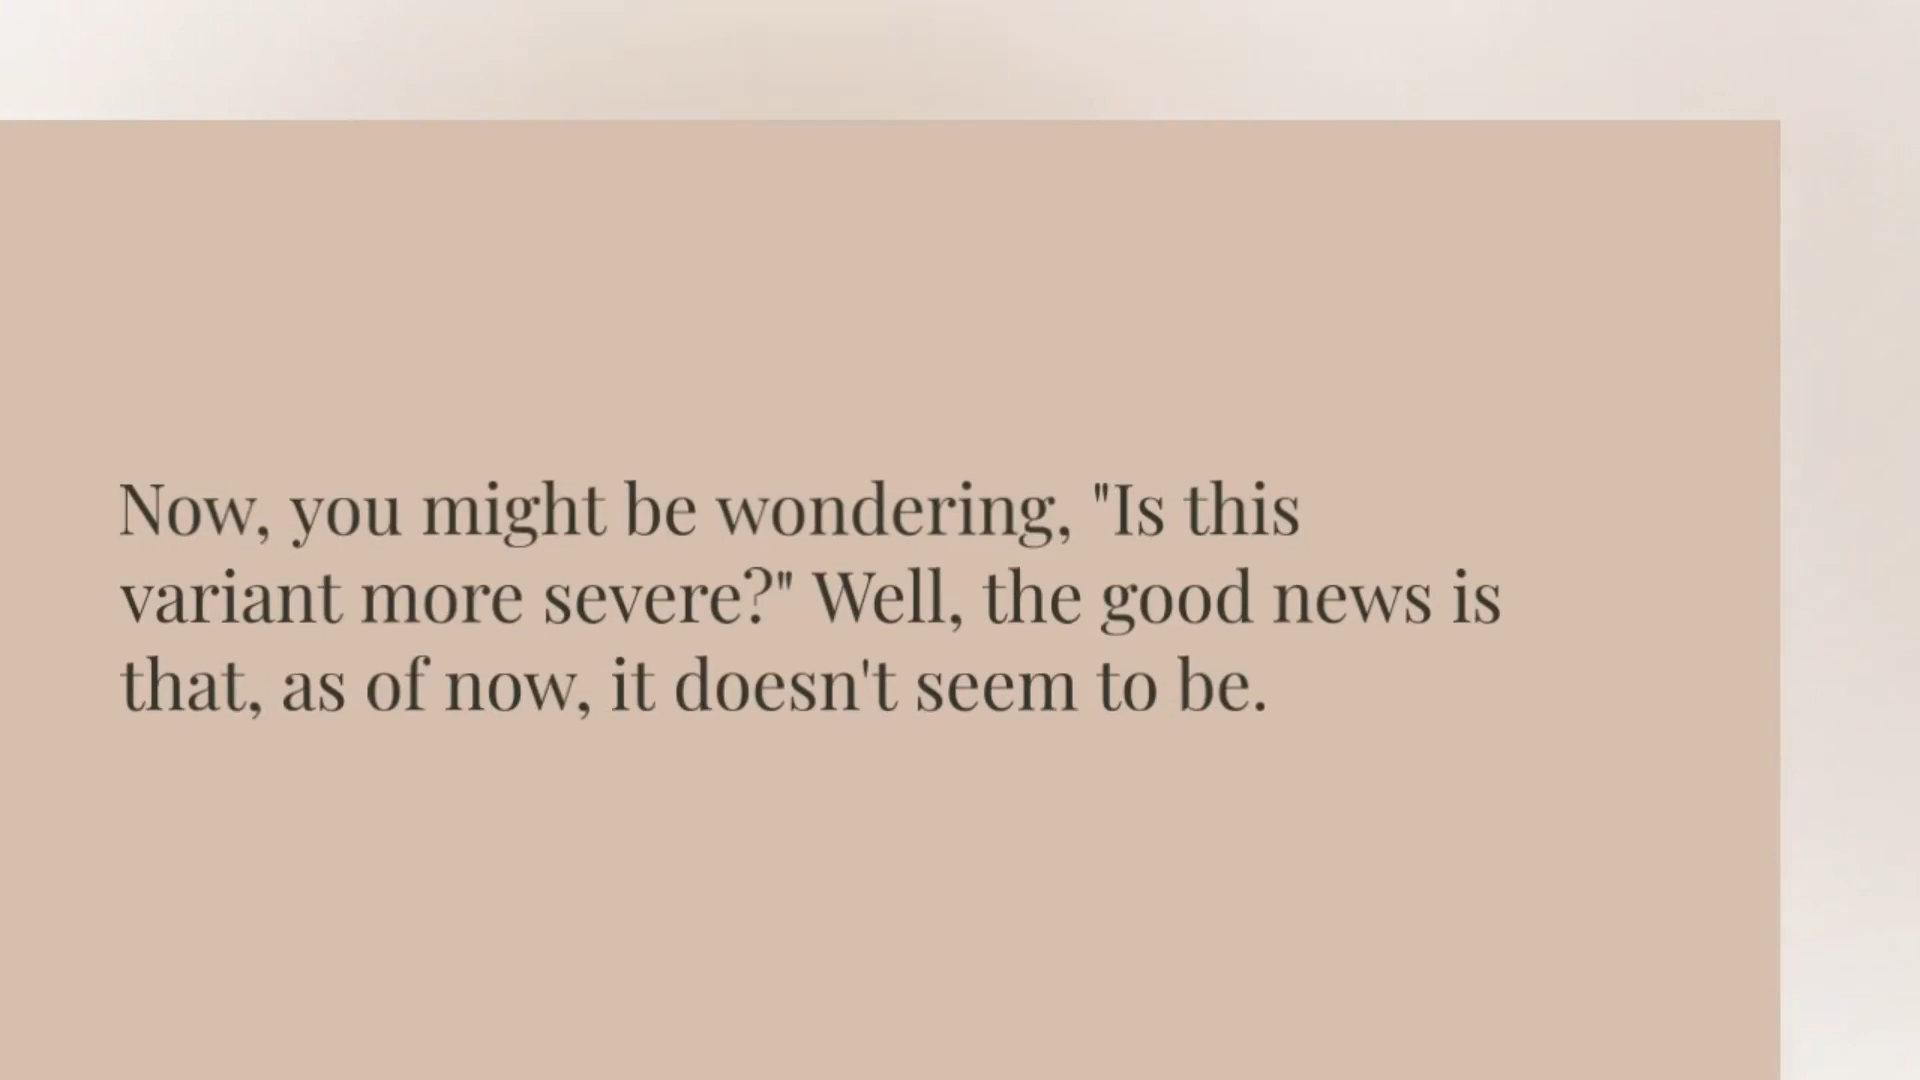 Now, you might be wondering, "Is this
variant more severe?" Well, the good news is
that, as of now, it doesn't seem to be.